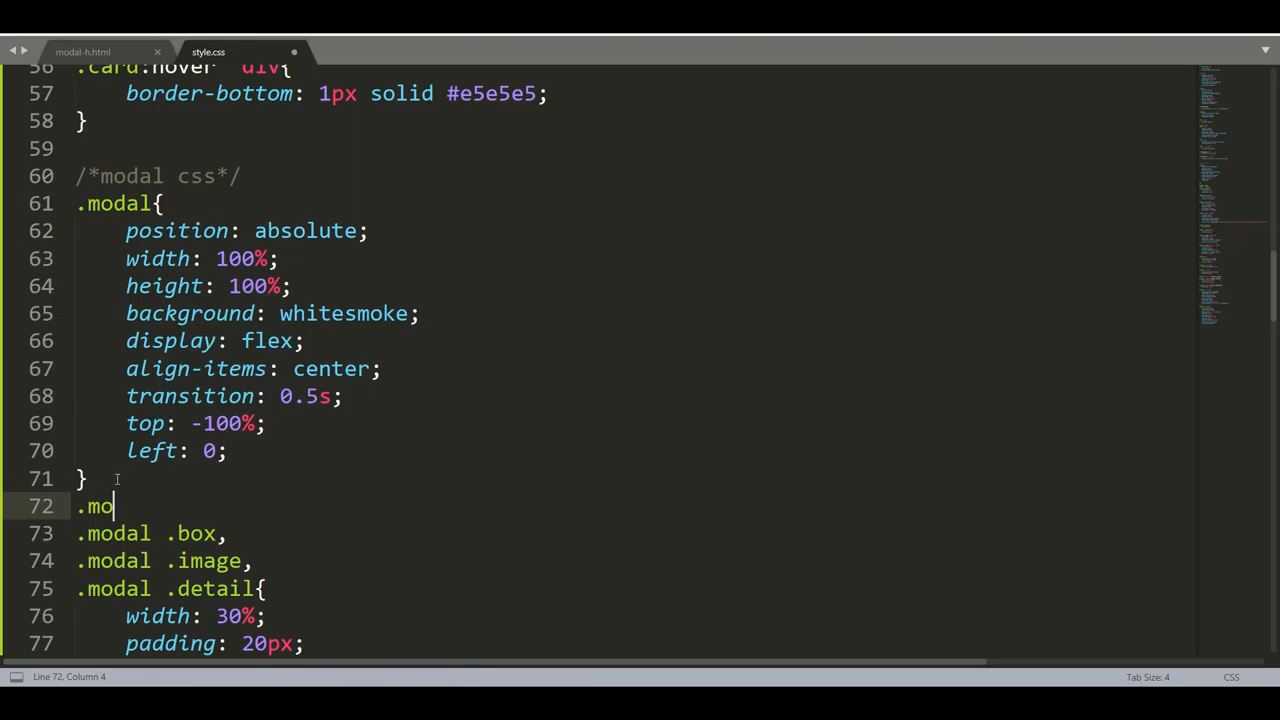 modal-h.html × style.css
56 .card:hover div{
57 border-bottom: 1px solid #e5e5e5;
58 }
59
60 /*modal css*/
61 .modal{
62 position: absolute;
63 width: 100%;
64 height: 100%;
65 background: whitesmoke;
66 display: flex;
67 align-items: center;
68 transition: 0.5s;
69 top: -100%;
70 left: 0;
71 }
72 .mo
73 .modal .box,
74 .modal .image,
75 .modal .detail{
76 width: 30%;
77 padding: 20px;
Line 72, Column 4 Tab Size: 4 CSS